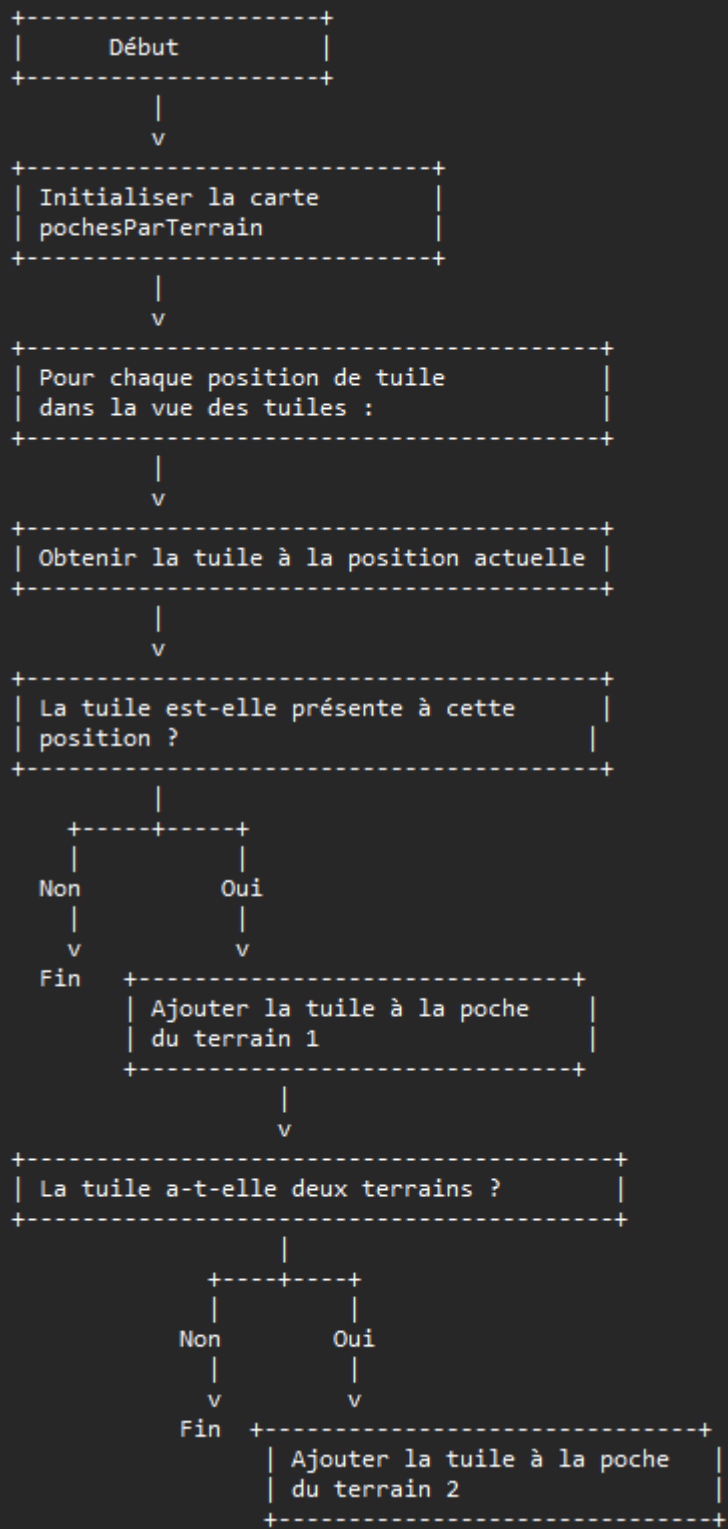 Début
v
Initialiser la carte
pochesParTerrain
v
Pour chaque position de tuile
dans la vue des tuiles :
v
Obtenir la tuile à la position actuelle
v
La tuile est-elle présente à cette
position ?
Non Oui
v v
Fin
Ajouter la tuile à la poche
du terrain 1
v
La tuile a-t-elle deux terrains ?
Non Oui
v v
Fin
Ajouter la tuile à la poche
du terrain 2